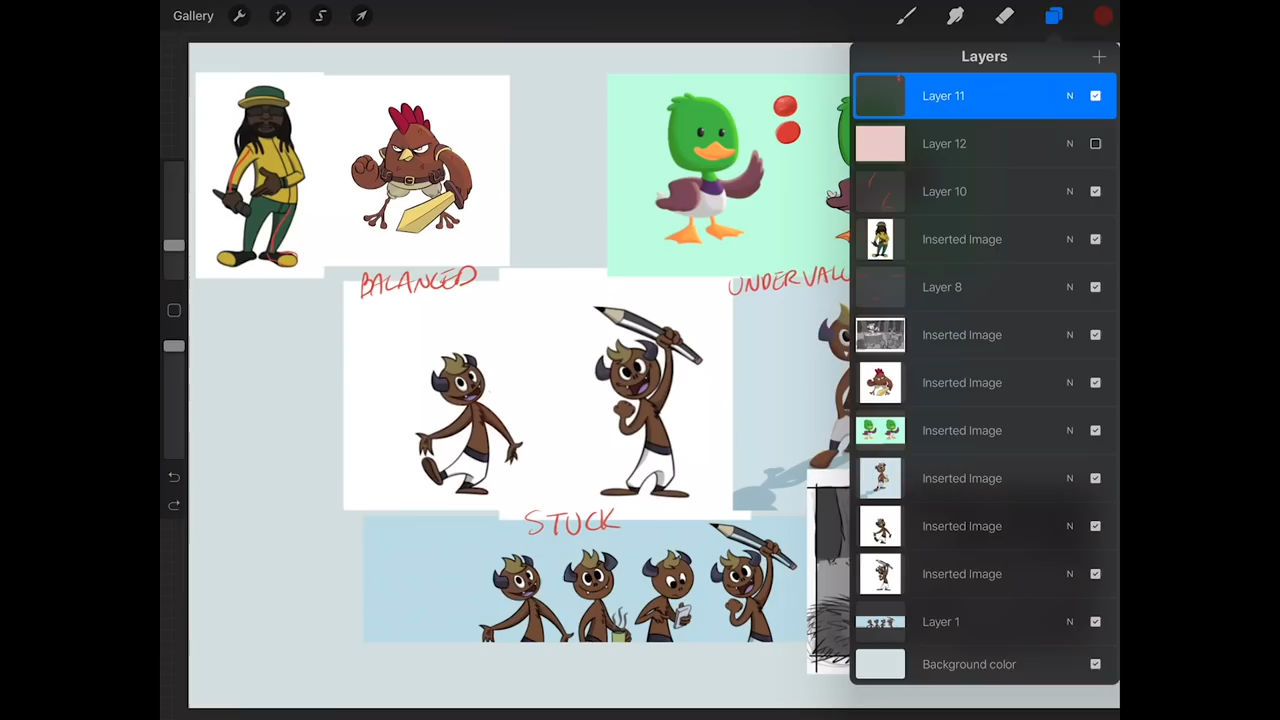 Gallery
Layers
Layer 11 N
Layer 12 N
Layer 10 N
Inserted Image N
Layer 8 N
Inserted Image N
Inserted Image N
Inserted Image N
Inserted Image N
Inserted Image N
Inserted Image N
Layer 1 N
Background color
BALANCED
UNDERVALU
STUCK